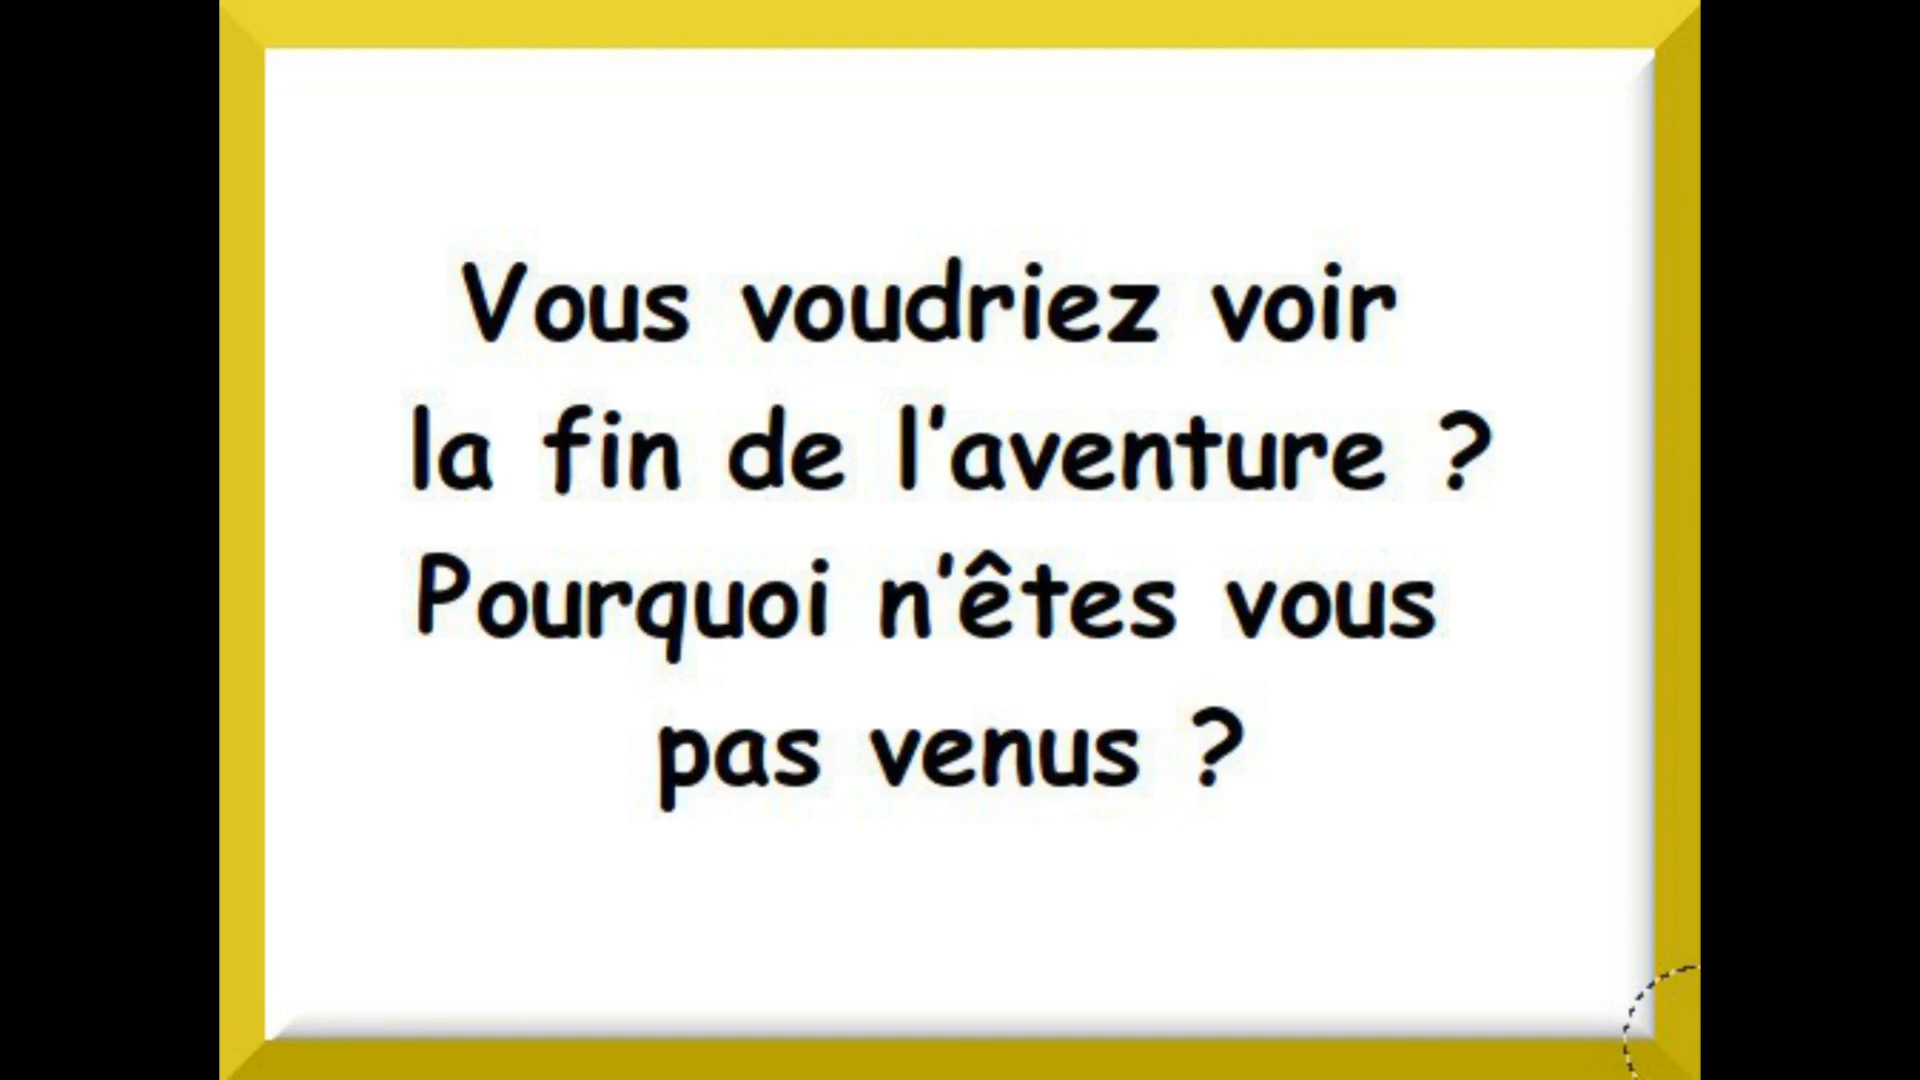 Vous voudriez voir
la fin de l'aventure ?
Pourquoi n'êtes vous
pas venus ?